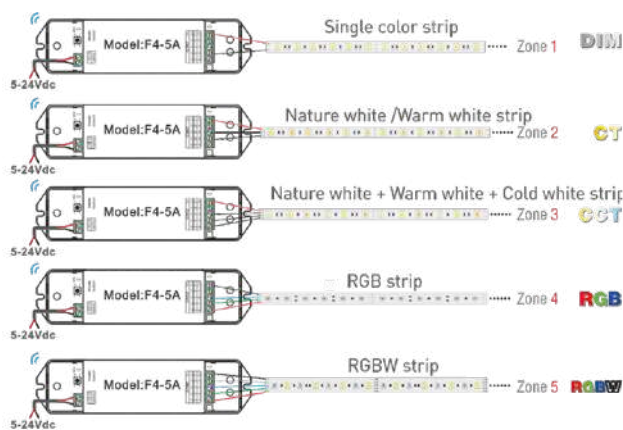 Single color strip
Model:F4-5A
Zone 1
DIM
5-24Vdc
Nature white /Warm white strip
Model:F4-5A
Zone 2
CT
5-24Vdc
Nature white + Warm white + Cold white strip
Model:F4-5A
Zone 3
CCT
5-24Vdc
RGB strip
Model:F4-5A
Zone 4
RGB
5-24Vdc
RGBW strip
Model:F4-5A
Zone 5
RGBW
5-24Vdc